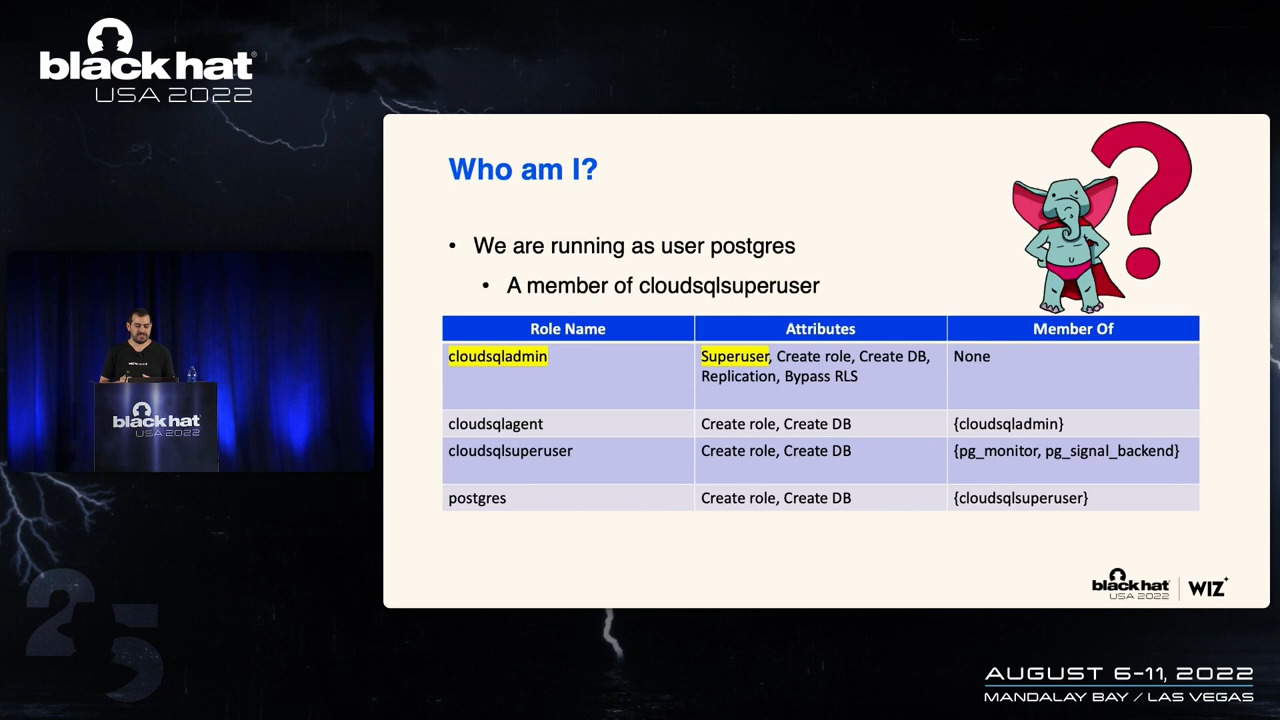 black hat®
USA 2022
Who am I?
• We are running as user postgres
• A member of cloudsqlsuperuser
Role Name Attributes Member Of
cloudsqladmin Superuser, Create role, Create DB, None
Replication, Bypass RLS
cloudsqlagent Create role, Create DB {cloudsqladmin}
cloudsqlsuperuser Create role, Create DB {pg_monitor, pg_signal_backend}
postgres Create role, Create DB {cloudsqlsuperuser}
black hat
USA 2022
WIZ
black hat
USA 2022
25
AUGUST 6-11, 2022
MANDALAY BAY / LAS VEGAS